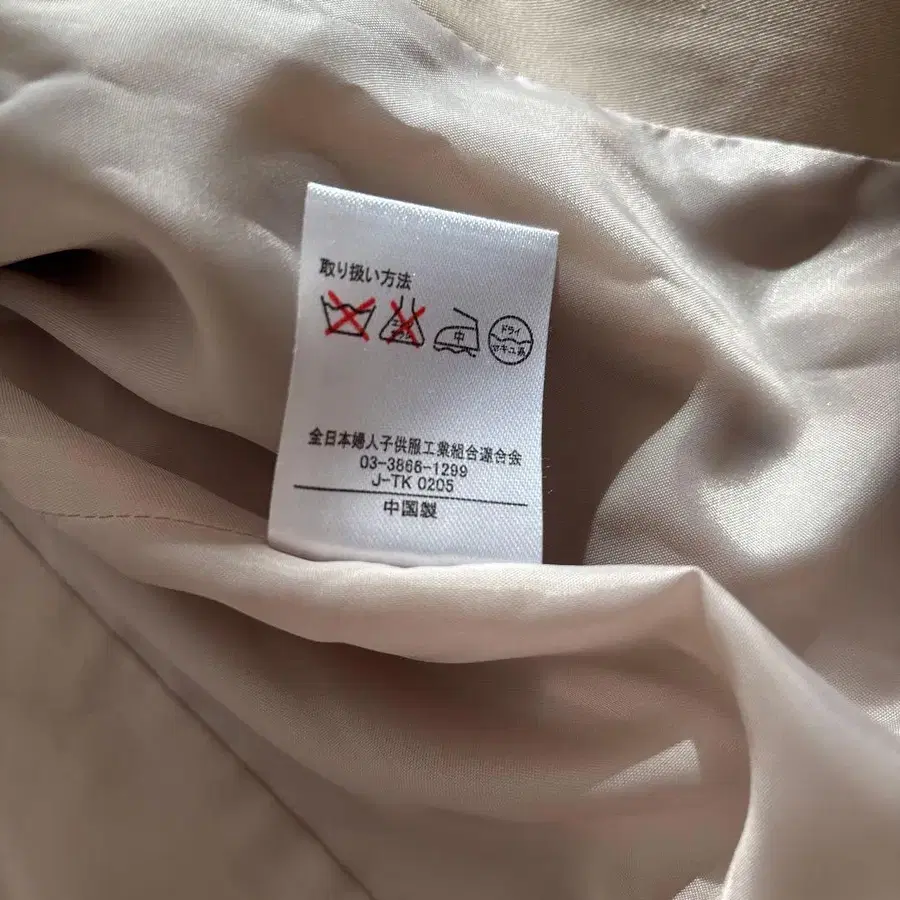 取り扱い方法
中
ドライ
セキユ系
全日本婦人子供服工業組合連合会
03-3866-1299
J-TK 0205
中国製